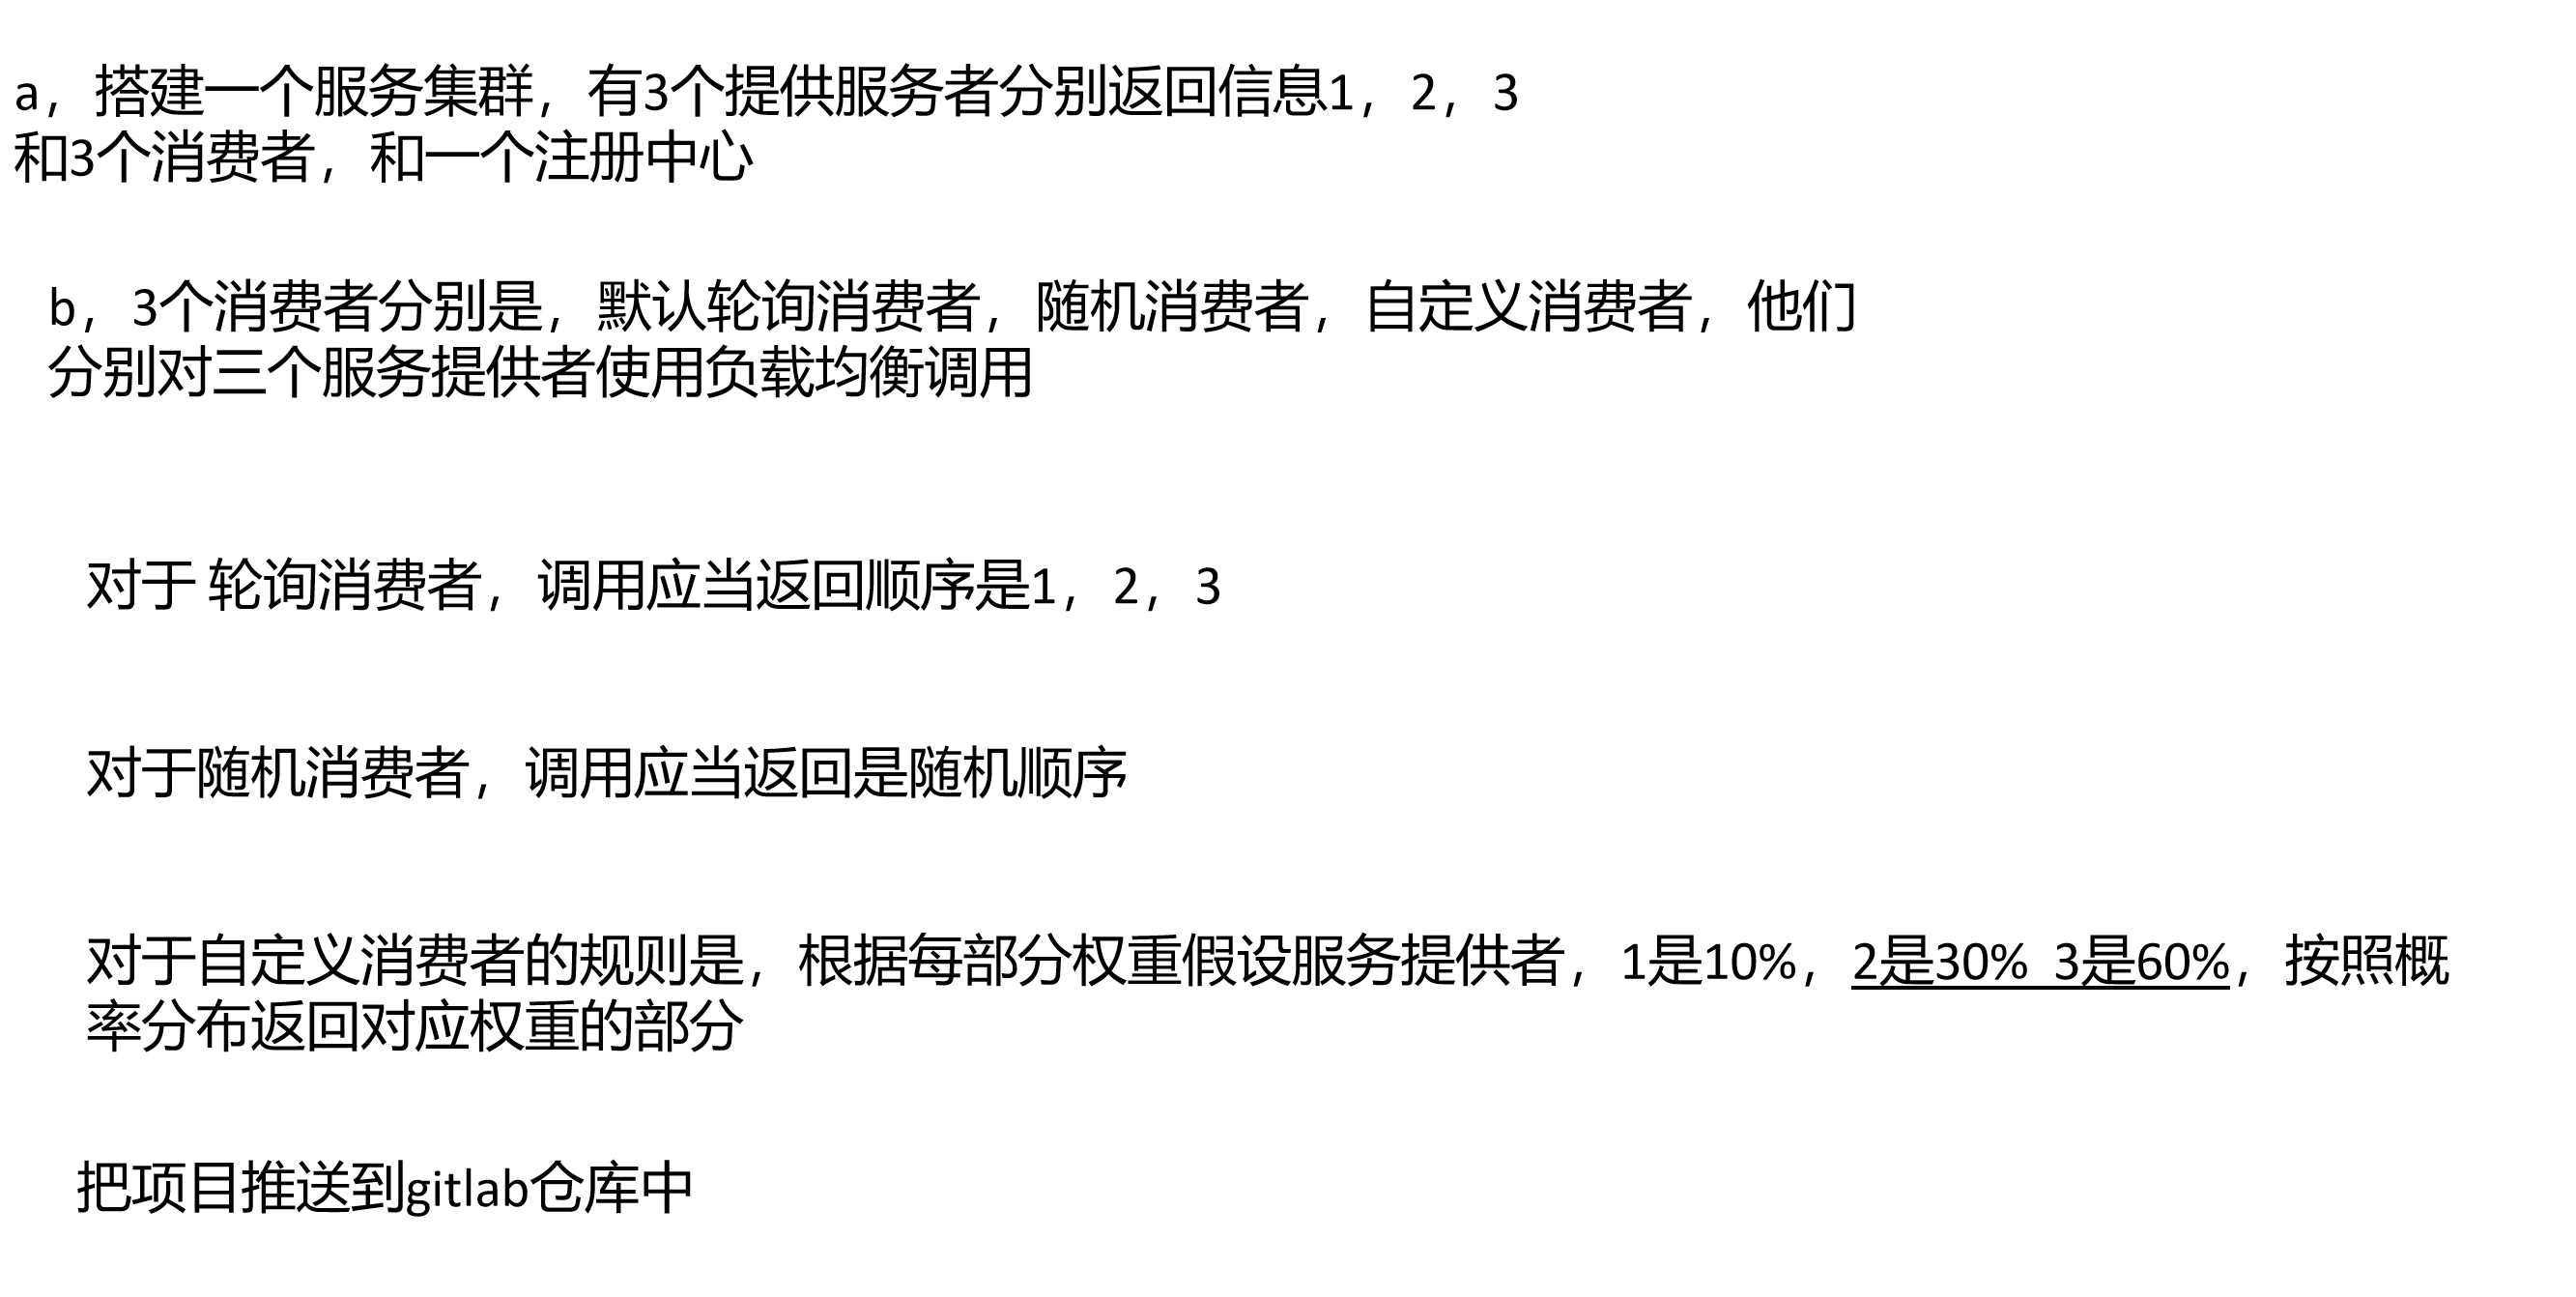 a，搭建一个服务集群，有3个提供服务者分别返回信息1，2，3
和3个消费者，和一个注册中心
b，3个消费者分别是，默认轮询消费者，随机消费者，自定义消费者，他们
分别对三个服务提供者使用负载均衡调用
对于 轮询消费者，调用应当返回顺序是1，2，3
对于随机消费者，调用应当返回是随机顺序
对于自定义消费者的规则是，根据每部分权重假设服务提供者，1是10%，2是30%  3是60%，按照概
率分布返回对应权重的部分
把项目推送到gitlab仓库中